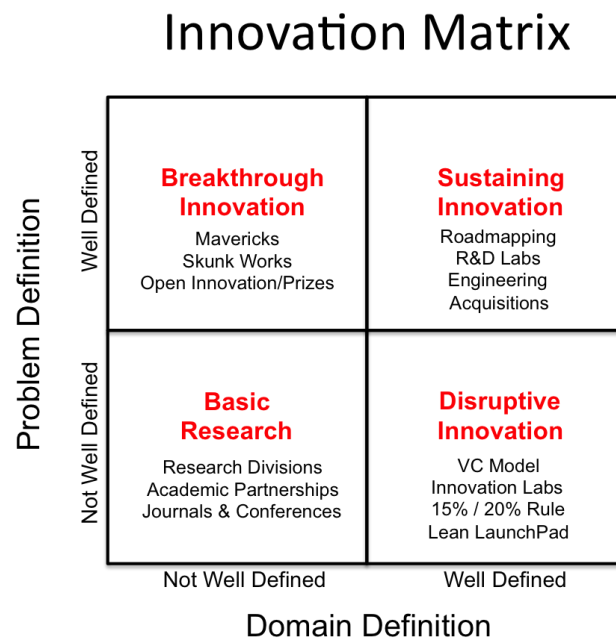 Innovation Matrix
Problem Definition
Well Defined
Breakthrough
Innovation
Mavericks
Skunk Works
Open Innovation/Prizes
Sustaining
Innovation
Roadmapping
R&D Labs
Engineering
Acquisitions
Not Well Defined
Basic
Research
Research Divisions
Academic Partnerships
Journals & Conferences
Disruptive
Innovation
VC Model
Innovation Labs
15% / 20% Rule
Lean LaunchPad
Not Well Defined
Well Defined
Domain Definition